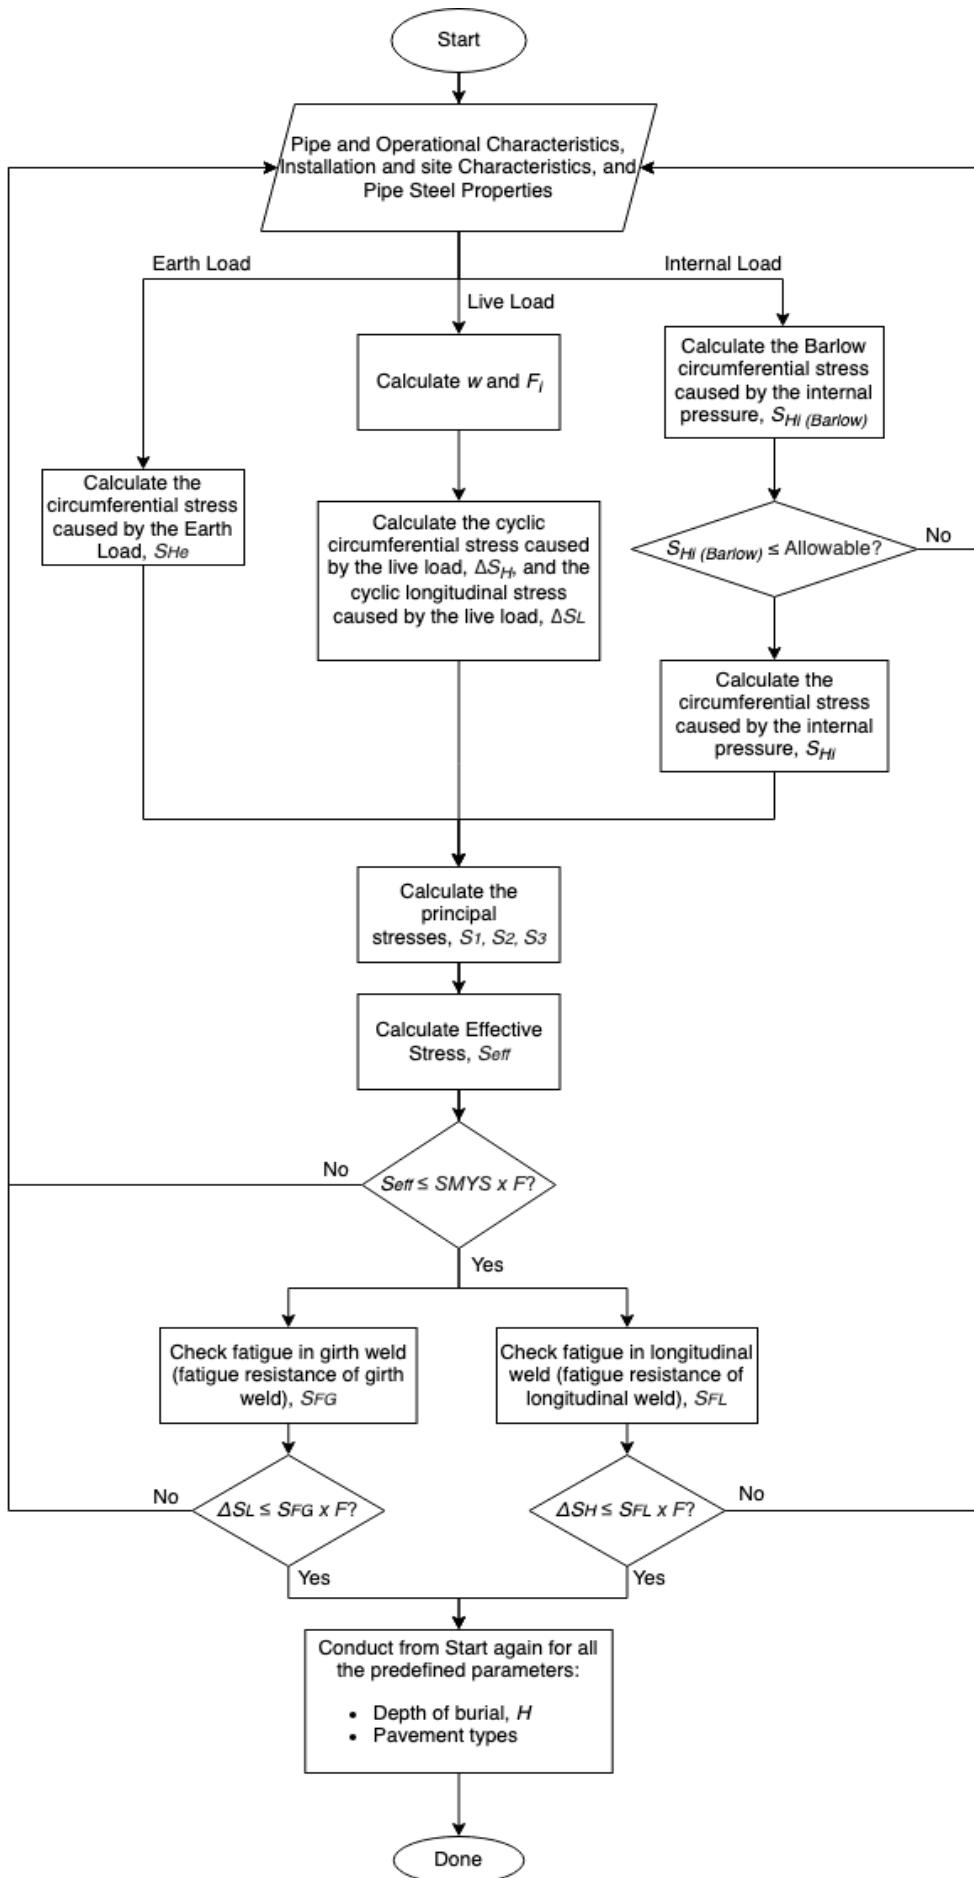 Start
Pipe and Operational Characteristics,
Installation and site Characteristics, and
Pipe Steel Properties
Earth Load
Internal Load
Live Load
Calculate w and Fi
Calculate the Barlow
circumferential stress
caused by the internal
pressure, SHi (Barlow)
Calculate the
circumferential stress
caused by the Earth
Load, SHe
Calculate the cyclic
circumferential stress caused
by the live load, ΔSH, and the
cyclic longitudinal stress
caused by the live load, ΔSL
SHi (Barlow) ≤ Allowable?
No
Calculate the
circumferential stress
caused by the internal
pressure, SHi
Calculate the
principal
stresses, S1, S2, S3
Calculate Effective
Stress, Seff
No
Seff ≤ SMYS x F?
Yes
Check fatigue in girth weld
(fatigue resistance of girth
weld), SFG
Check fatigue in longitudinal
weld (fatigue resistance of
longitudinal weld), SFL
No
ΔSL ≤ SFG x F?
ΔSH ≤ SFL x F?
No
Yes
Yes
Conduct from Start again for all
the predefined parameters:
• Depth of burial, H
• Pavement types
Done